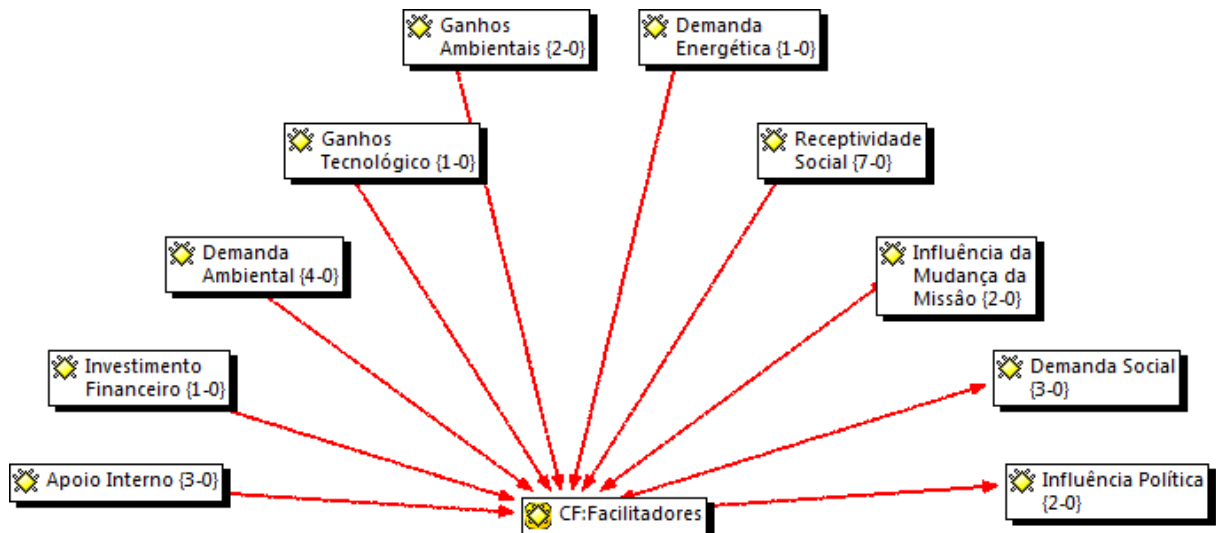 Ganhos
Ambientais {2-0}
Demanda
Energética {1-0}
Ganhos
Tecnológico {1-0}
Receptividade
Social {7-0}
Demanda
Ambiental {4-0}
Influência da
Mudança da
Missâo {2-0}
Investimento
Financeiro {1-0}
Demanda Social
{3-0}
Apoio Interno {3-0}
Influência Política
{2-0}
CF:Facilitadores